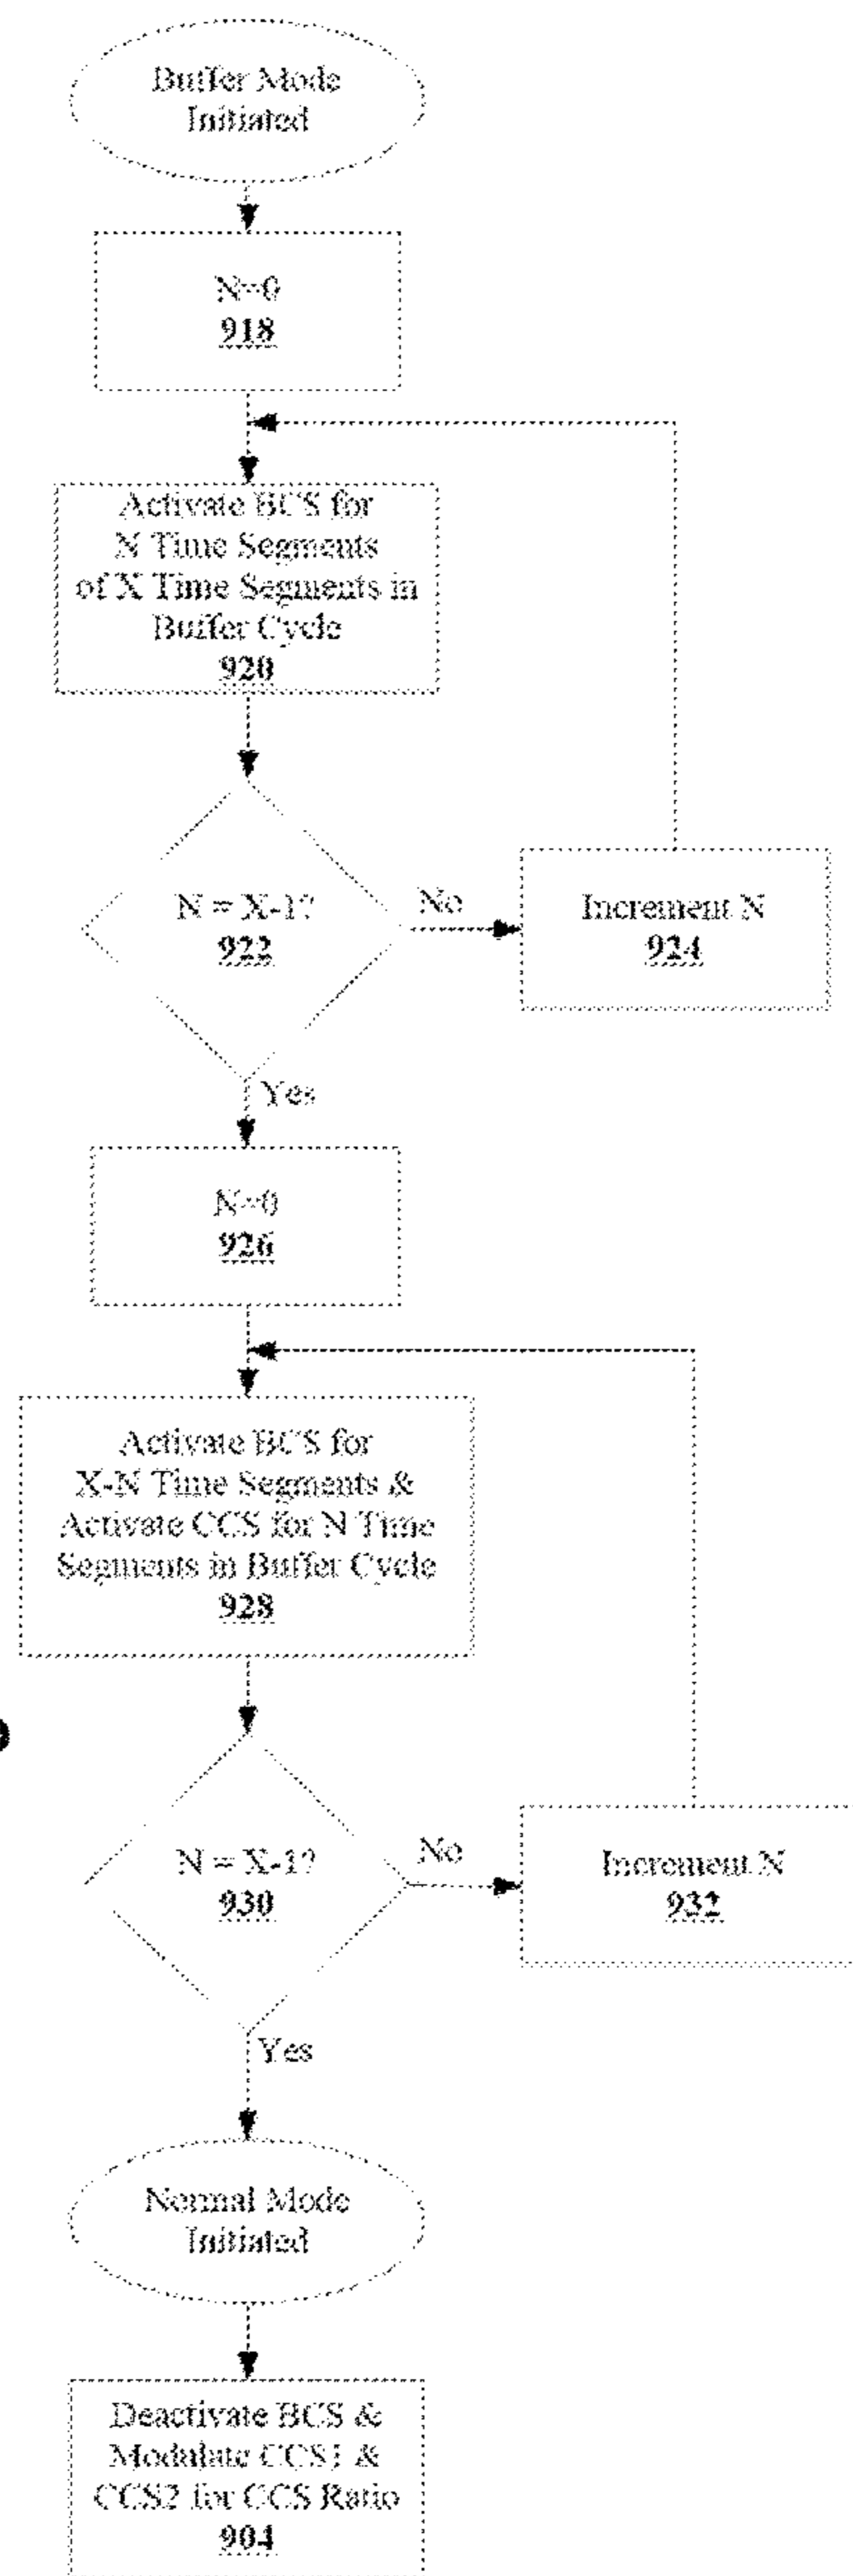 Buffer Mode
Initiated
N=0
918
Activate BCS for
N Time Segments
of X Time Segments in
Buffer Cycle
920
N = X-1?
922
No
Increment N
924
Yes
N=0
926
Activate BCS for
X-N Time Segments &
Activate CCS for N Time
Segments in Buffer Cycle
928
N = X-1?
930
No
Increment N
932
Yes
Normal Mode
Initiated
Deactivate BCS &
Modulate CCS1 &
CCS2 for CCS Ratio
904